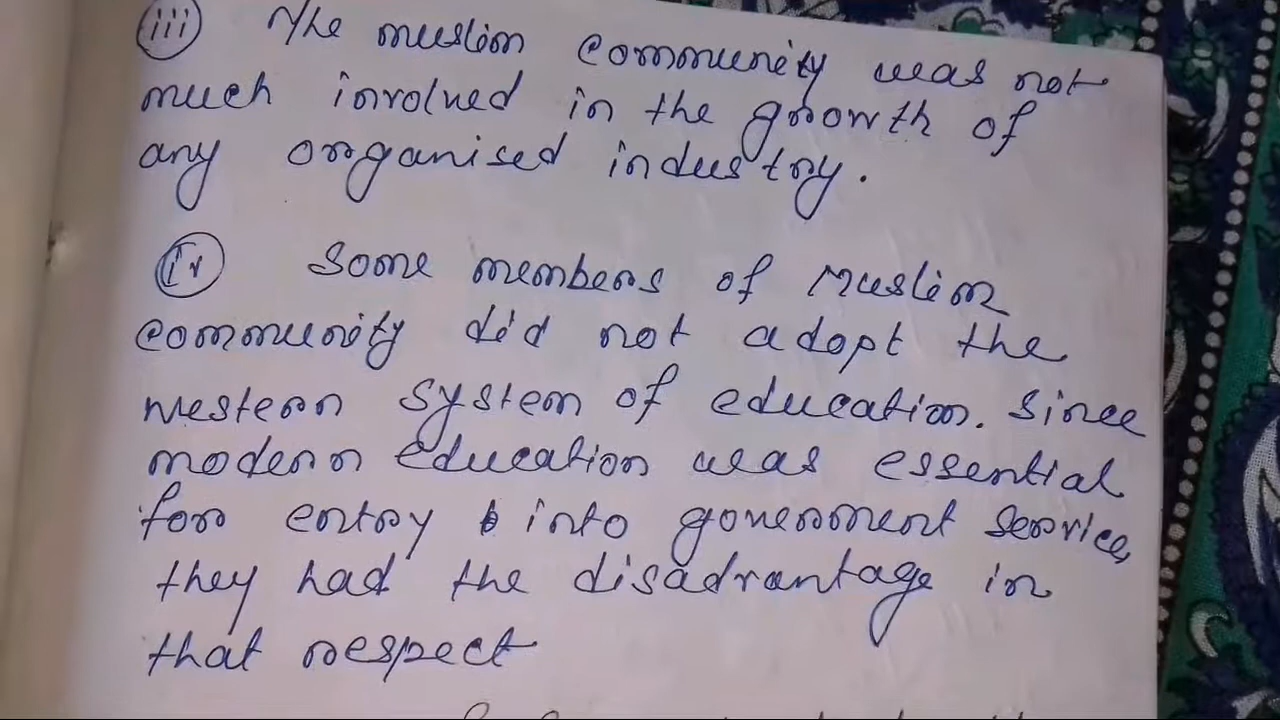 (iii) The muslim community was not
much involved in the growth of
any organised industry.
(iv) Some members of Muslim
community did not adopt the
western system of education. Since
modern education was essential
for entry into government service,
they had the disadvantage in
that respect